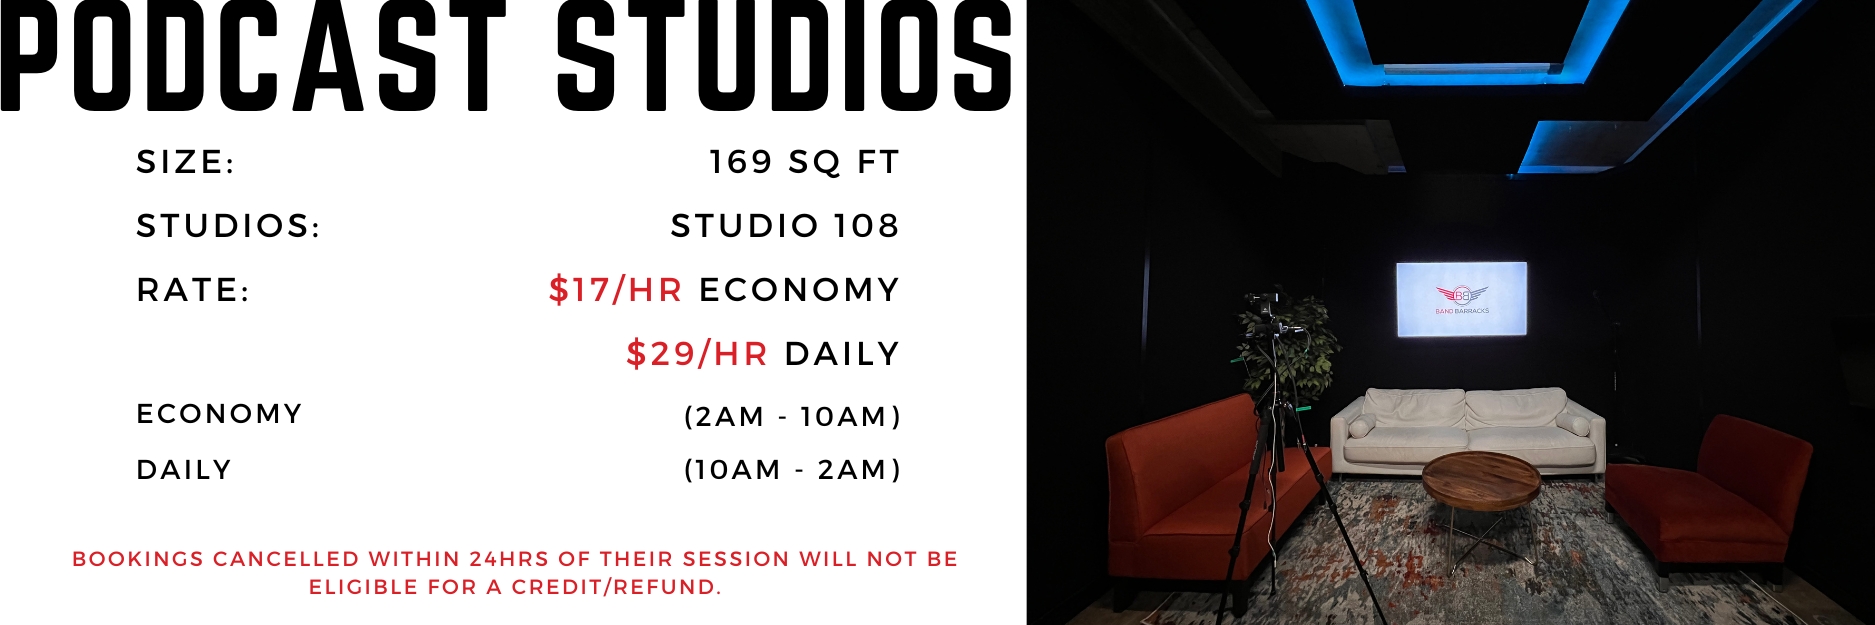 PODCAST STUDIOS
SIZE: 169 SQ FT
STUDIOS: STUDIO 108
RATE: $17/HR ECONOMY
$29/HR DAILY
ECONOMY (2AM - 10AM)
DAILY (10AM - 2AM)
BOOKINGS CANCELLED WITHIN 24HRS OF THEIR SESSION WILL NOT BE
ELIGIBLE FOR A CREDIT/REFUND.
BB
BAND BARRACKS